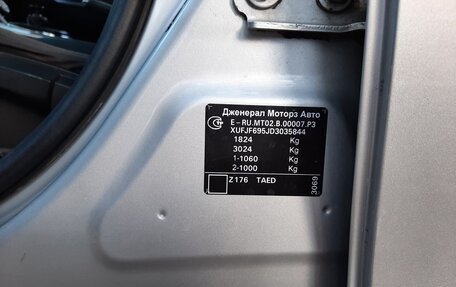 Дженерал Моторз Авто
E-RU.MT02.B.00007.P3
XUFJF695JD3035844
1824 Kg
3024 Kg
1-1060 Kg
2-1000 Kg
Z176 TAED
3069